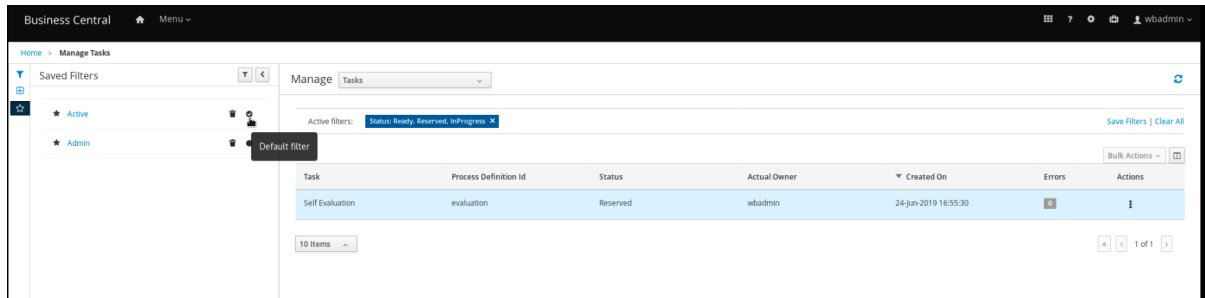 Business Central Menu ? wbadmin
Home » Manage Tasks
Saved Filters
Manage Tasks
Active
Active filters: Status: Ready, Reserved, InProgress X
Save Filters | Clear All
Default filter
Admin
Bulk Actions
Task Process Definition Id Status Actual Owner Created On Errors Actions
Self Evaluation evaluation Reserved wbadmin 24-Jun-2019 16:55:30 0
10 Items « < 1 of 1 >